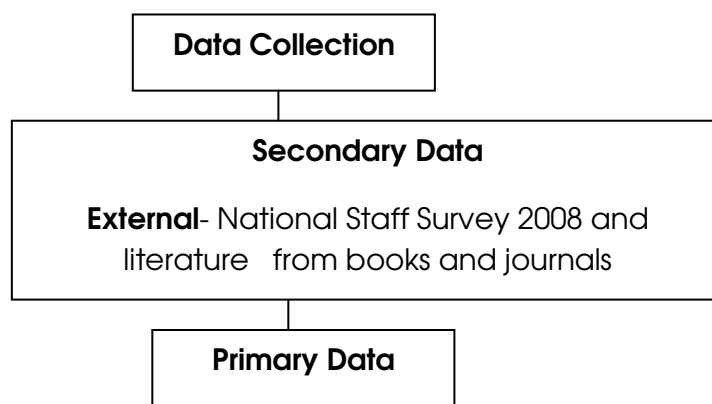 Data Collection
Secondary Data
External- National Staff Survey 2008 and
literature from books and journals
Primary Data